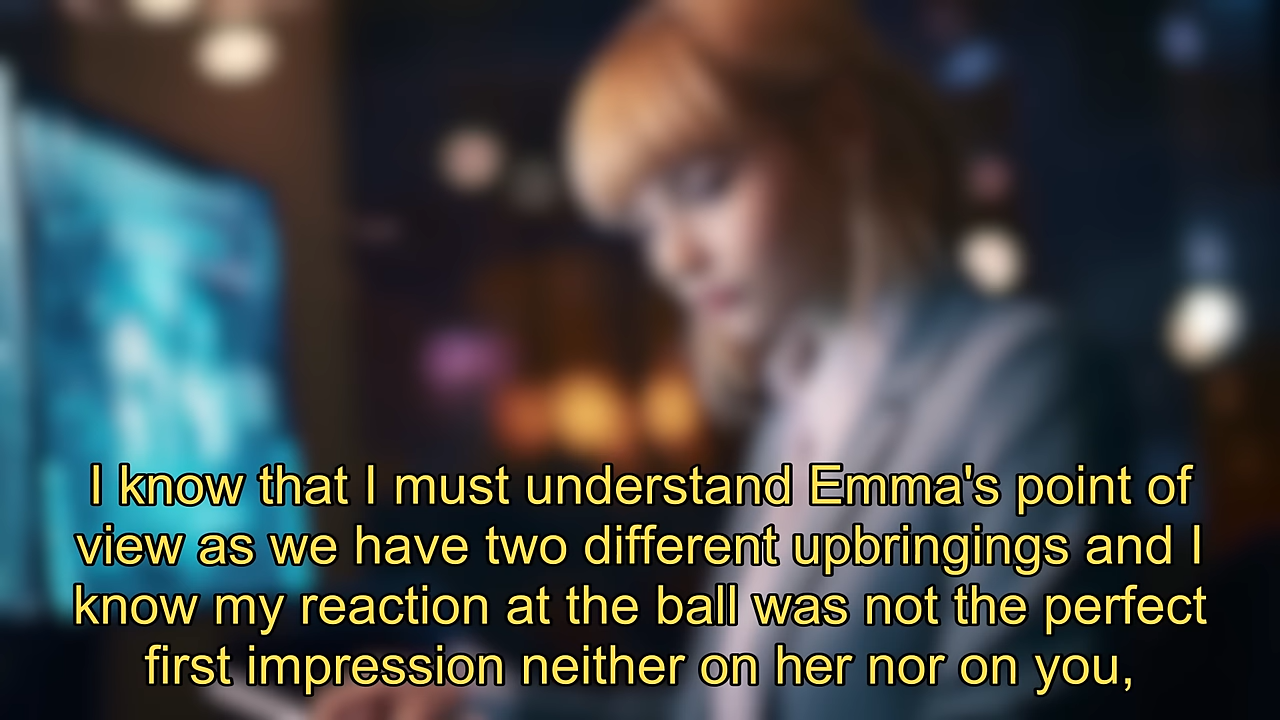 I know that I must understand Emma's point of
view as we have two different upbringings and I
know my reaction at the ball was not the perfect
first impression neither on her nor on you,